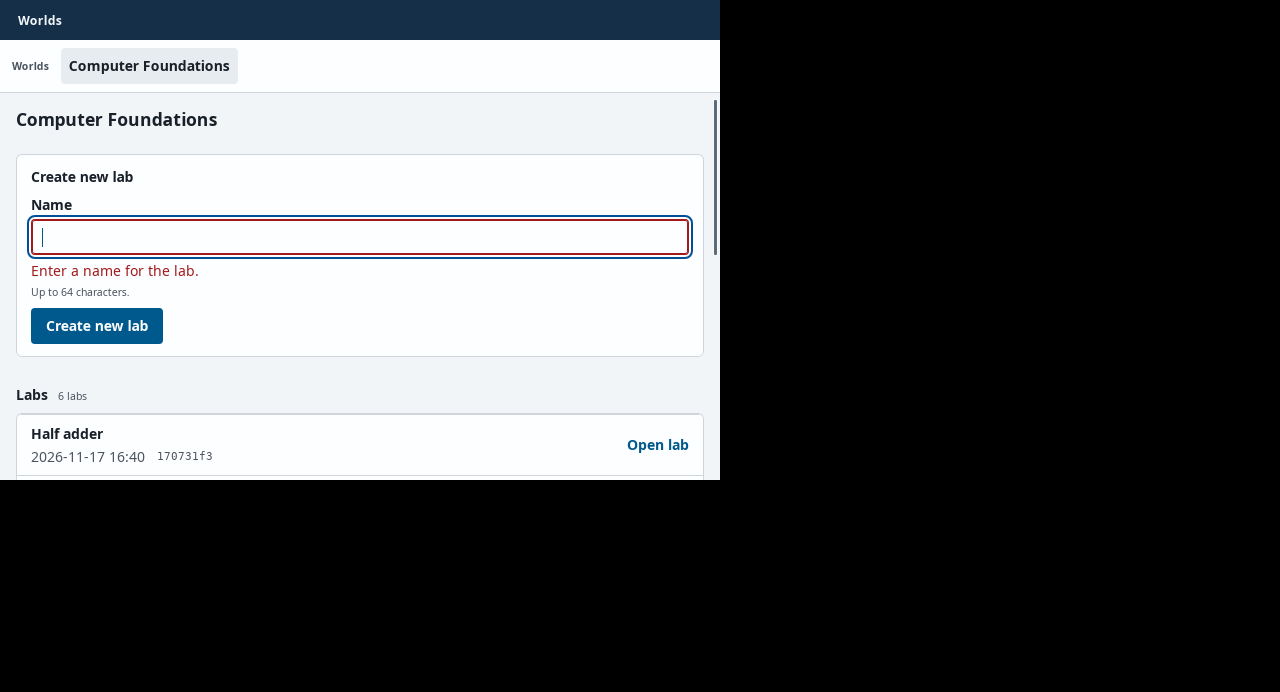 Worlds
Worlds Computer Foundations
Computer Foundations
Create new lab
Name
Enter a name for the lab.
Up to 64 characters.
Create new lab
Labs 6 labs
Half adder
Open lab
2026-11-17 16:40 170731f3